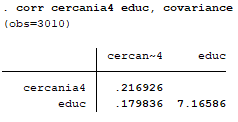 . corr cercania4 educ, covariance
(obs=3010)
cercan~4 educ
cercania4 .216926
educ .179836 7.16586